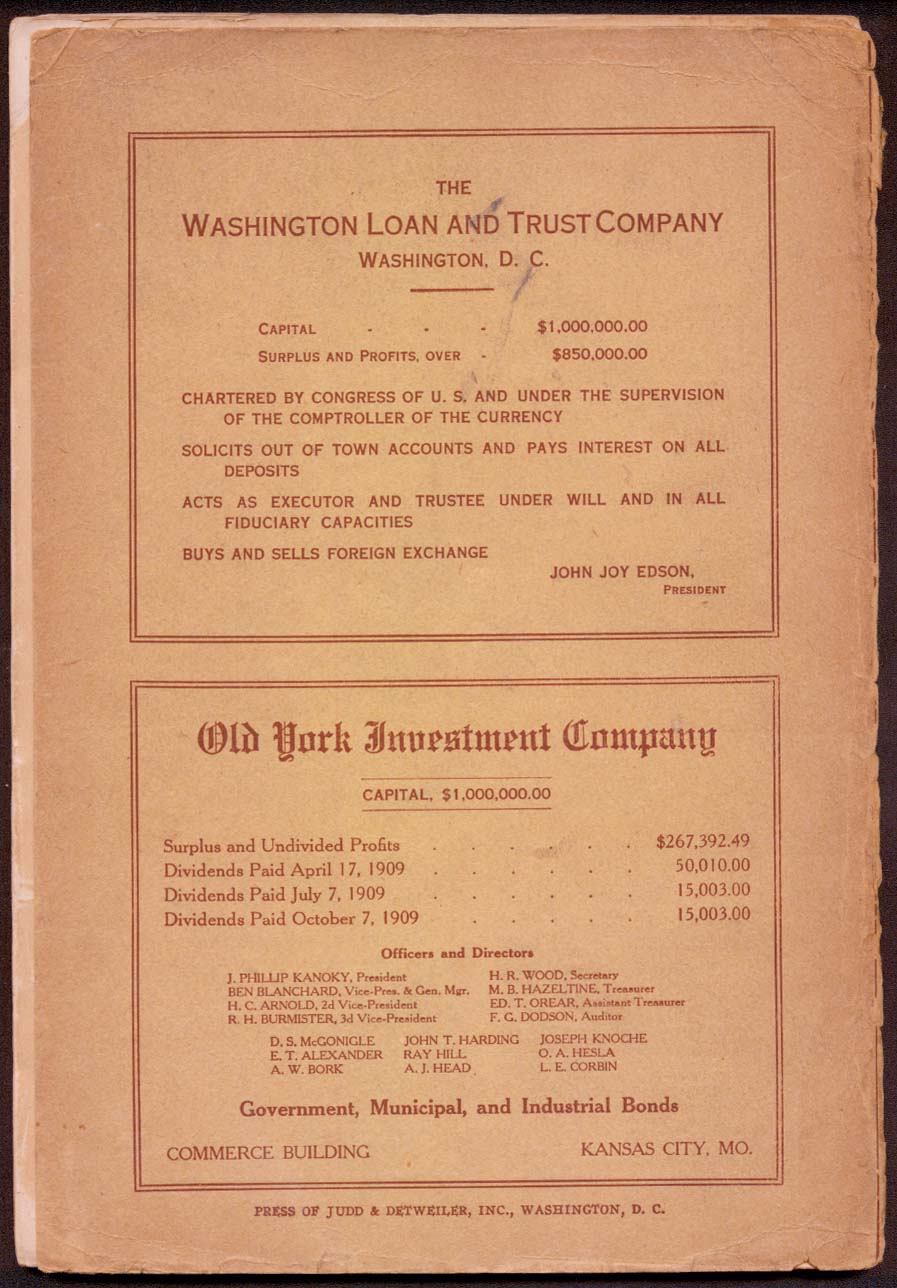 THE
WASHINGTON LOAN AND TRUST COMPANY
WASHINGTON, D. C.
CAPITAL - - - $1,000,000.00
SURPLUS AND PROFITS, OVER - $850,000.00
CHARTERED BY CONGRESS OF U. S. AND UNDER THE SUPERVISION
OF THE COMPTROLLER OF THE CURRENCY
SOLICITS OUT OF TOWN ACCOUNTS AND PAYS INTEREST ON ALL
DEPOSITS
ACTS AS EXECUTOR AND TRUSTEE UNDER WILL AND IN ALL
FIDUCIARY CAPACITIES
BUYS AND SELLS FOREIGN EXCHANGE
JOHN JOY EDSON,
PRESIDENT
Old York Investment Company
CAPITAL, $1,000,000.00
Surplus and Undivided Profits . . . . . . $267,392.49
Dividends Paid April 17, 1909 . . . . . . 50,010.00
Dividends Paid July 7, 1909 . . . . . . 15,003.00
Dividends Paid October 7, 1909 . . . . . 15,003.00
Officers and Directors
J. PHILLIP KANOKY, President H. R. WOOD, Secretary
BEN BLANCHARD, Vice-Pres. & Gen. Mgr. M. B. HAZELTINE, Treasurer
H. C. ARNOLD, 2d Vice-President ED. T. OREAR, Assistant Treasurer
R. H. BURMISTER, 3d Vice-President F. G. DODSON, Auditor
D. S. McGONIGLE JOHN T. HARDING JOSEPH KNOCHE
E. T. ALEXANDER RAY HILL O. A. HESLA
A. W. BORK A. J. HEAD L. E. CORBIN
Government, Municipal, and Industrial Bonds
COMMERCE BUILDING KANSAS CITY, MO.
PRESS OF JUDD & DETWEILER, INC., WASHINGTON, D. C.